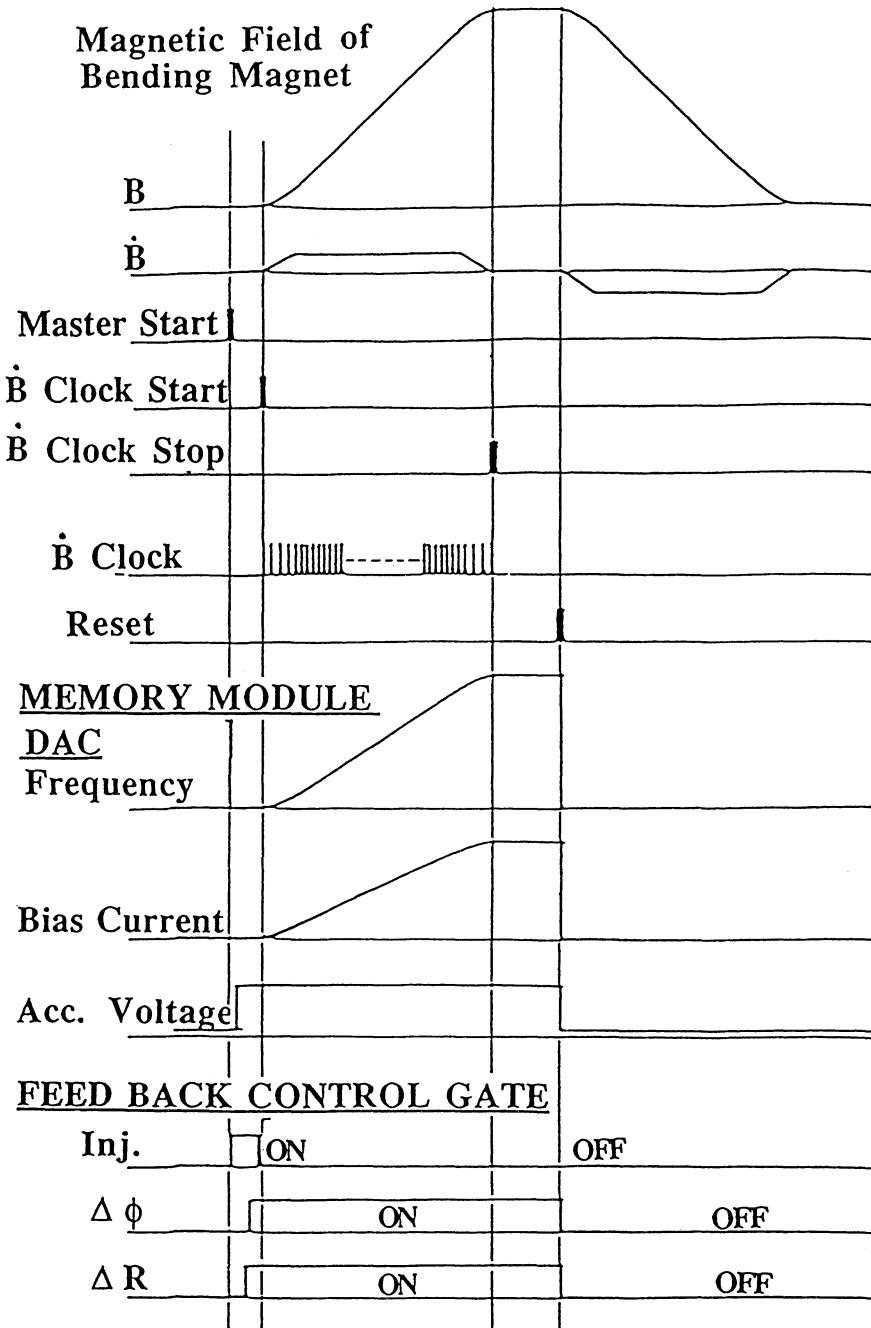 Magnetic Field of
Bending Magnet
B
Ḃ
Master Start
Ḃ Clock Start
Ḃ Clock Stop
Ḃ Clock
Reset
MEMORY MODULE
DAC
Frequency
Bias Current
Acc. Voltage
FEED BACK CONTROL GATE
Inj. ON OFF
Δ ϕ ON OFF
Δ R ON OFF